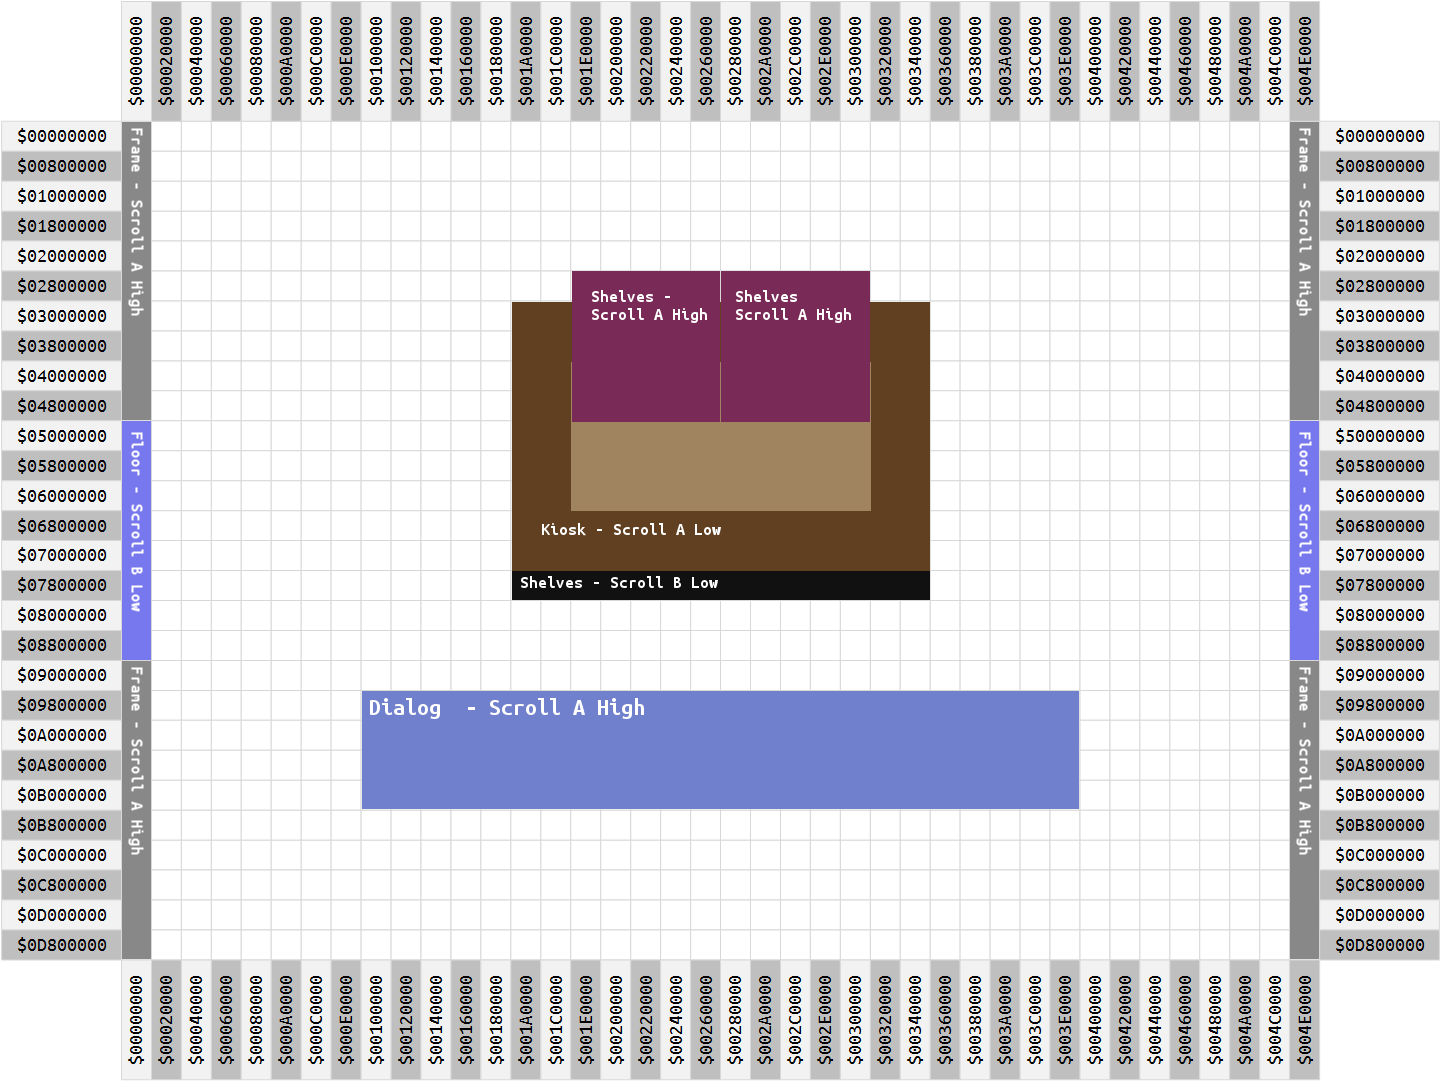 $00000000
$00020000
$00040000
$00060000
$00080000
$000A0000
$000C0000
$000E0000
$00100000
$00120000
$00140000
$00160000
$00180000
$001A0000
$001C0000
$001E0000
$00200000
$00220000
$00240000
$00260000
$00280000
$002A0000
$002C0000
$002E0000
$00300000
$00320000
$00340000
$00360000
$00380000
$003A0000
$003C0000
$003E0000
$00400000
$00420000
$00440000
$00460000
$00480000
$004A0000
$004C0000
$004E0000
$00000000
$00800000
$01000000
$01800000
$02000000
$02800000
$03000000
$03800000
$04000000
$04800000
$05000000
$05800000
$06000000
$06800000
$07000000
$07800000
$08000000
$08800000
$09000000
$09800000
$0A000000
$0A800000
$0B000000
$0B800000
$0C000000
$0C800000
$0D000000
$0D800000
Frame - Scroll A High
Floor - Scroll B Low
Frame - Scroll A High
Shelves -
Scroll A High
Shelves
Scroll A High
Kiosk - Scroll A Low
Shelves - Scroll B Low
Dialog  - Scroll A High
Frame - Scroll A High
Floor - Scroll B Low
Frame - Scroll A High
$00000000
$00800000
$01000000
$01800000
$02000000
$02800000
$03000000
$03800000
$04000000
$04800000
$50000000
$05800000
$06000000
$06800000
$07000000
$07800000
$08000000
$08800000
$09000000
$09800000
$0A000000
$0A800000
$0B000000
$0B800000
$0C000000
$0C800000
$0D000000
$0D800000
$00000000
$00020000
$00040000
$00060000
$00080000
$000A0000
$000C0000
$000E0000
$00100000
$00120000
$00140000
$00160000
$00180000
$001A0000
$001C0000
$001E0000
$00200000
$00220000
$00240000
$00260000
$00280000
$002A0000
$002C0000
$002E0000
$00300000
$00320000
$00340000
$00360000
$00380000
$003A0000
$003C0000
$003E0000
$00400000
$00420000
$00440000
$00460000
$00480000
$004A0000
$004C0000
$004E0000